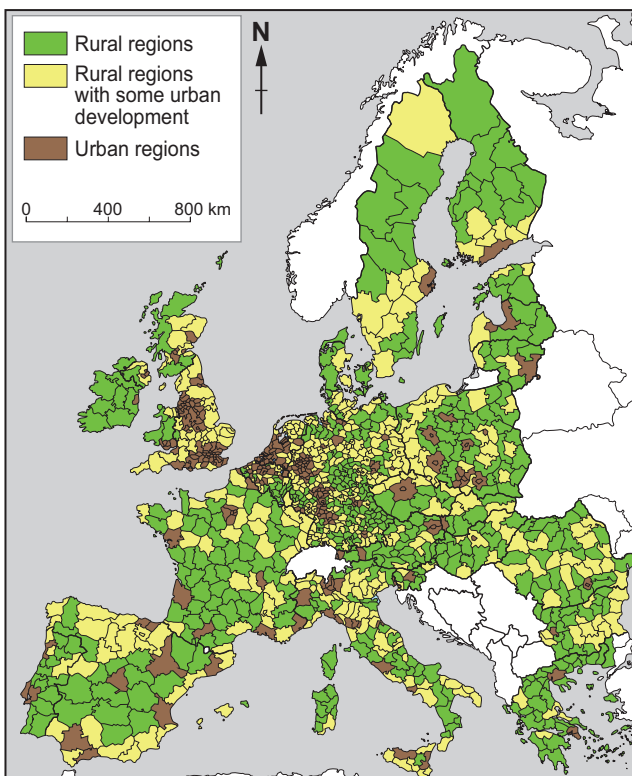 Rural regions
Rural regions
with some urban
development
Urban regions
0 400 800 km
N